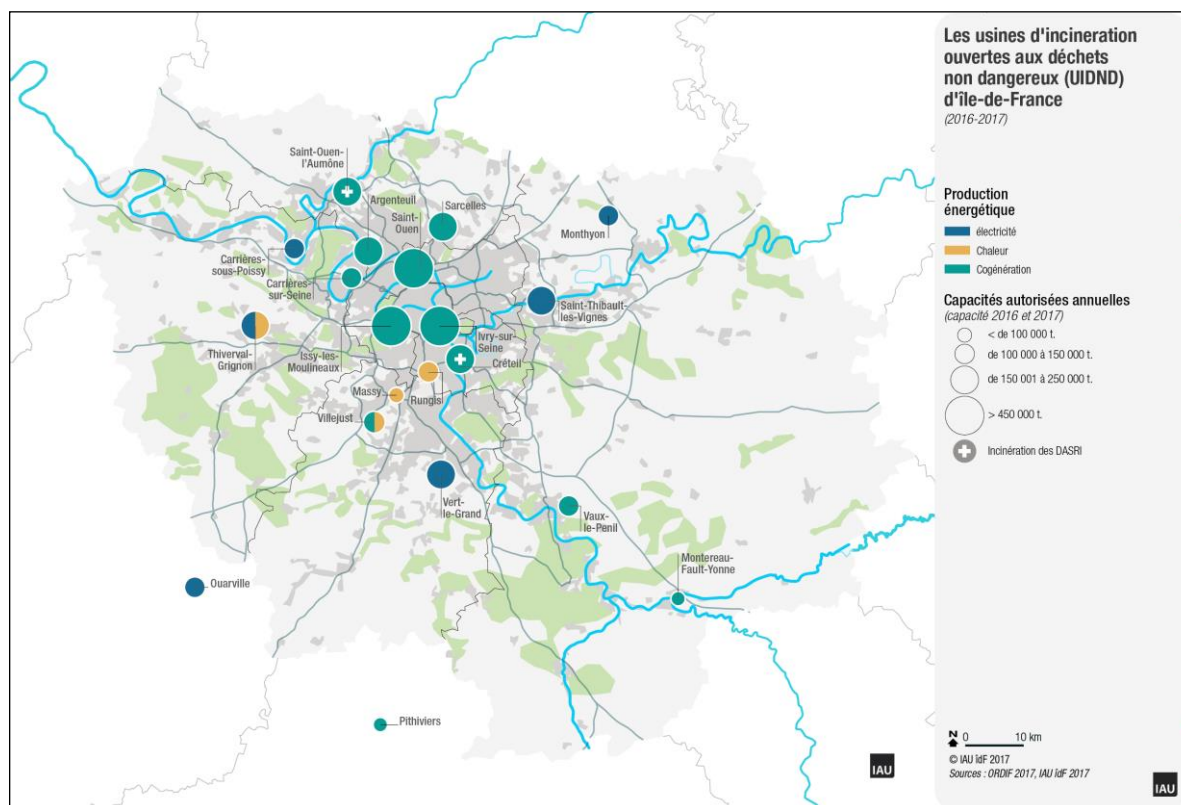 Les usines d'incineration
ouvertes aux déchets
non dangereux (UIDND)
d'île-de-France
(2016-2017)
Production
énergétique
électricité
Chaleur
Cogénération
Capacités autorisées annuelles
(capacité 2016 et 2017)
< de 100 000 t.
de 100 000 à 150 000 t.
de 150 001 à 250 000 t.
> 450 000 t.
Incinération des DASRI
N 0 10 km
© IAU îdF 2017
Sources : ORDIF 2017, IAU îdF 2017
IAU
IAU
Saint-Ouen-
l'Aumône
Argenteuil
Saint-
Ouen
Sarcelles
Monthyon
Carrières-
sous-Poissy
Carrières-
sur-Seine
Saint-Thibault-
les-Vignes
Thiverval-
Grignon
Issy-les-
Moulineaux
Ivry-sur-
Seine
Créteil
Massy
Rungis
Villejust
Vert-
le-Grand
Vaux-
le-Penil
Montereau-
Fault-Yonne
Ouarville
Pithiviers